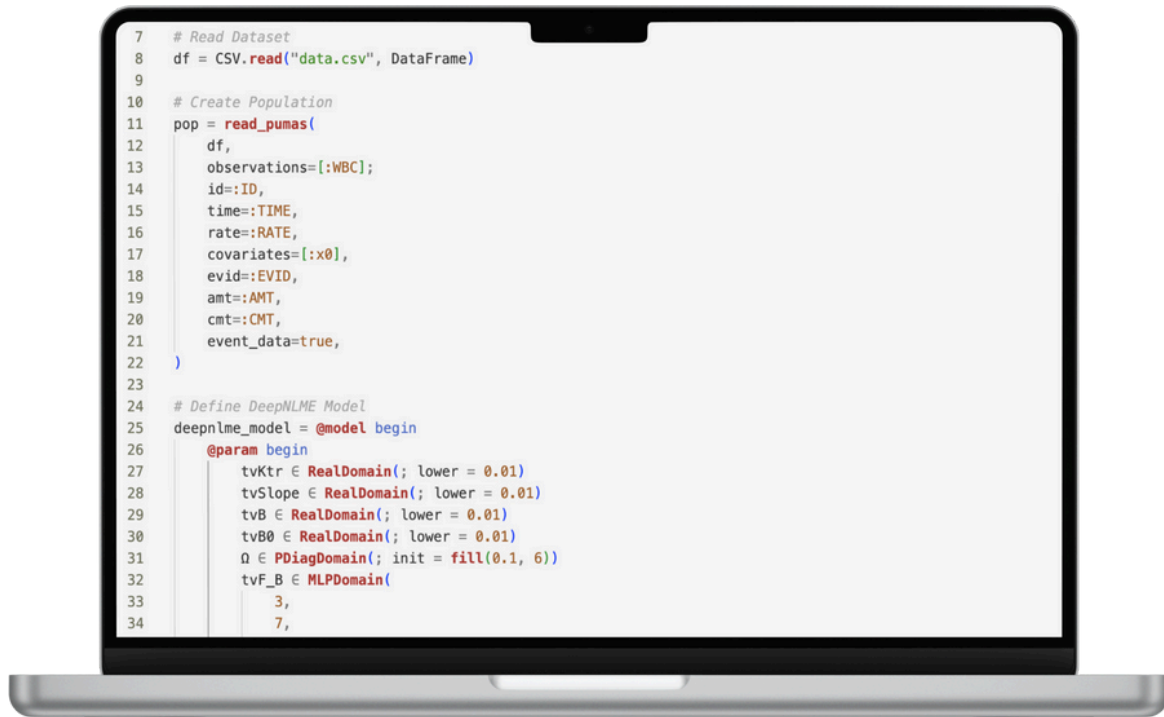 7 # Read Dataset
8 df = CSV.read("data.csv", DataFrame)
9
10 # Create Population
11 pop = read_pumas(
12     df,
13     observations=[:WBC];
14     id=:ID,
15     time=:TIME,
16     rate=:RATE,
17     covariates=[:x0],
18     evid=:EVID,
19     amt=:AMT,
20     cmt=:CMT,
21     event_data=true,
22 )
23
24 # Define DeepNLME Model
25 deepnlme_model = @model begin
26     @param begin
27         tvKtr ∈ RealDomain(; lower = 0.01)
28         tvSlope ∈ RealDomain(; lower = 0.01)
29         tvB ∈ RealDomain(; lower = 0.01)
30         tvB0 ∈ RealDomain(; lower = 0.01)
31         Ω ∈ PDiagDomain(; init = fill(0.1, 6))
32         tvF_B ∈ MLPDomain(
33             3,
34             7,